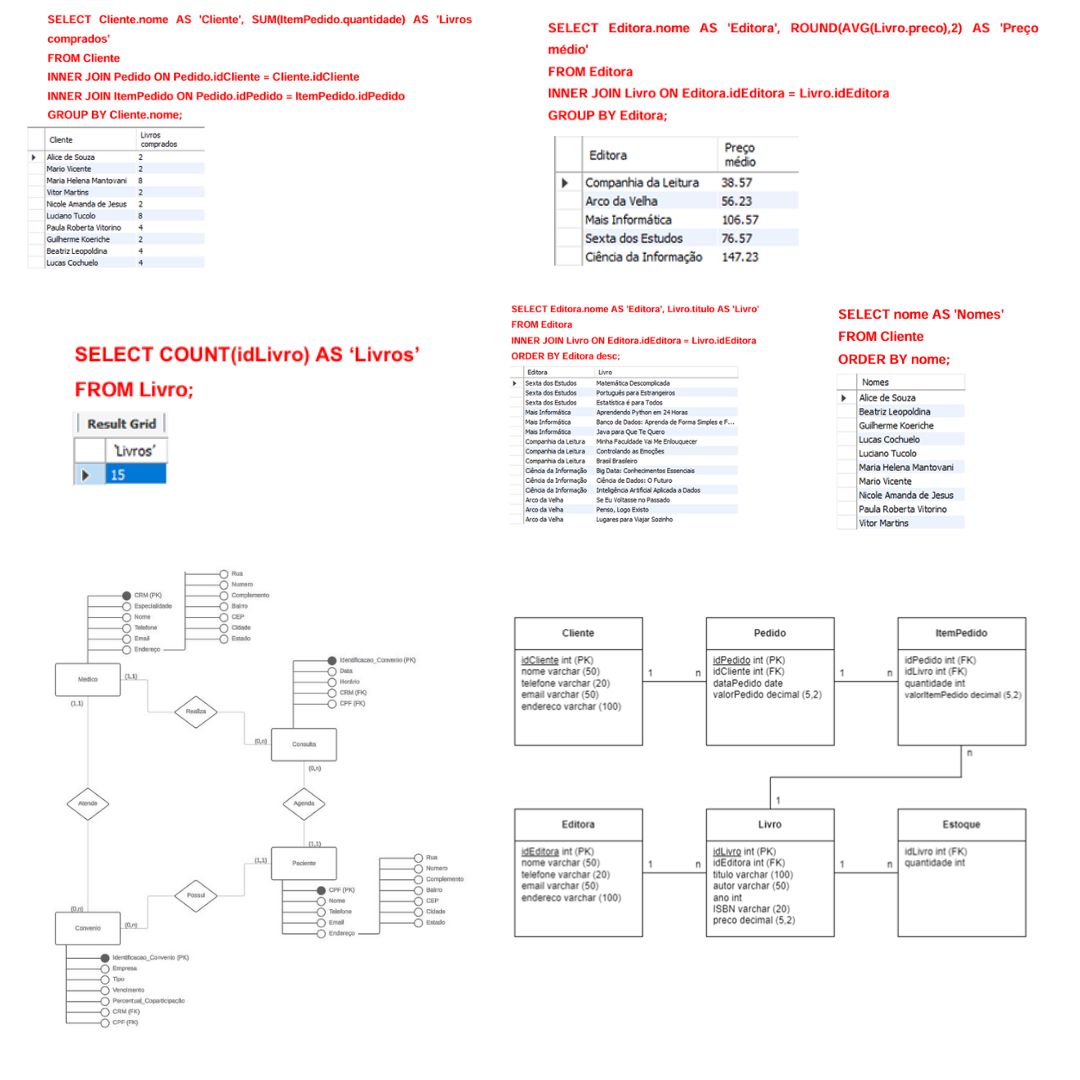 SELECT Cliente.nome AS 'Cliente', SUM(ItemPedido.quantidade) AS 'Livros
comprados'
FROM Cliente
INNER JOIN Pedido ON Pedido.idCliente = Cliente.idCliente
INNER JOIN ItemPedido ON Pedido.idPedido = ItemPedido.idPedido
GROUP BY Cliente.nome;
Cliente Livros comprados
Alice de Souza 2
Mario Vicente 2
Maria Helena Mantovani 8
Vitor Martins 2
Nicole Amanda de Jesus 2
Luciano Tucolo 8
Paula Roberta Vitorino 4
Guilherme Koeriche 2
Beatriz Leopoldina 4
Lucas Cochuelo 4
SELECT Editora.nome AS 'Editora', ROUND(AVG(Livro.preco),2) AS 'Preço
médio'
FROM Editora
INNER JOIN Livro ON Editora.idEditora = Livro.idEditora
GROUP BY Editora;
Editora Preço médio
Companhia da Leitura 38.57
Arco da Velha 56.23
Mais Informática 106.57
Sexta dos Estudos 76.57
Ciência da Informação 147.23
SELECT COUNT(idLivro) AS ‘Livros’
FROM Livro;
Result Grid
‘Livros’
15
SELECT Editora.nome AS 'Editora', Livro.titulo AS 'Livro'
FROM Editora
INNER JOIN Livro ON Editora.idEditora = Livro.idEditora
ORDER BY Editora desc;
Editora Livro
Sexta dos Estudos Matemática Descomplicada
Sexta dos Estudos Português para Estrangeiros
Sexta dos Estudos Estatística é para Todos
Mais Informática Aprendendo Python em 24 Horas
Mais Informática Banco de Dados: Aprenda de Forma Simples e F...
Mais Informática Java para Que Te Quero
Companhia da Leitura Minha Faculdade Vai Me Enlouquecer
Companhia da Leitura Controlando as Emoções
Companhia da Leitura Brasil Brasileiro
Ciência da Informação Big Data: Conhecimentos Essenciais
Ciência da Informação Ciência de Dados: O Futuro
Ciência da Informação Inteligência Artificial Aplicada a Dados
Arco da Velha Se Eu Voltasse no Passado
Arco da Velha Penso, Logo Existo
Arco da Velha Lugares para Viajar Sozinho
SELECT nome AS 'Nomes'
FROM Cliente
ORDER BY nome;
Nomes
Alice de Souza
Beatriz Leopoldina
Guilherme Koeriche
Lucas Cochuelo
Luciano Tucolo
Maria Helena Mantovani
Mario Vicente
Nicole Amanda de Jesus
Paula Roberta Vitorino
Vitor Martins
Rua
Numero
Complemento
Bairro
CEP
Cidade
Estado
CRM (PK)
Especialidade
Nome
Telefone
Email
Endereço
Medico
(1,1)
(1,1)
Realiza
(0,n)
Identificacao_Convenio (PK)
Data
Horário
CRM (FK)
CPF (FK)
Consulta
(0,n)
Atende
Agenda
(1,1)
(1,1)
Paciente
Possui
CPF (PK)
Nome
Telefone
Email
Endereço
Rua
Numero
Complemento
Bairro
CEP
Cidade
Estado
(0,n)
Convenio
(0,n)
Identificacao_Convenio (PK)
Empresa
Tipo
Vencimento
Percentual_Coparticipação
CRM (FK)
CPF (FK)
Cliente
idCliente int (PK)
nome varchar (50)
telefone varchar (20)
email varchar (50)
endereco varchar (100)
1 n
Pedido
idPedido int (PK)
idCliente int (FK)
dataPedido date
valorPedido decimal (5,2)
1 n
ItemPedido
idPedido int (FK)
idLivro int (FK)
quantidade int
valorItemPedido decimal (5,2)
n
1
Editora
idEditora int (PK)
nome varchar (50)
telefone varchar (20)
email varchar (50)
endereco varchar (100)
1 n
Livro
idLivro int (PK)
idEditora int (FK)
titulo varchar (100)
autor varchar (50)
ano int
ISBN varchar (20)
preco decimal (5,2)
1 n
Estoque
idLivro int (FK)
quantidade int